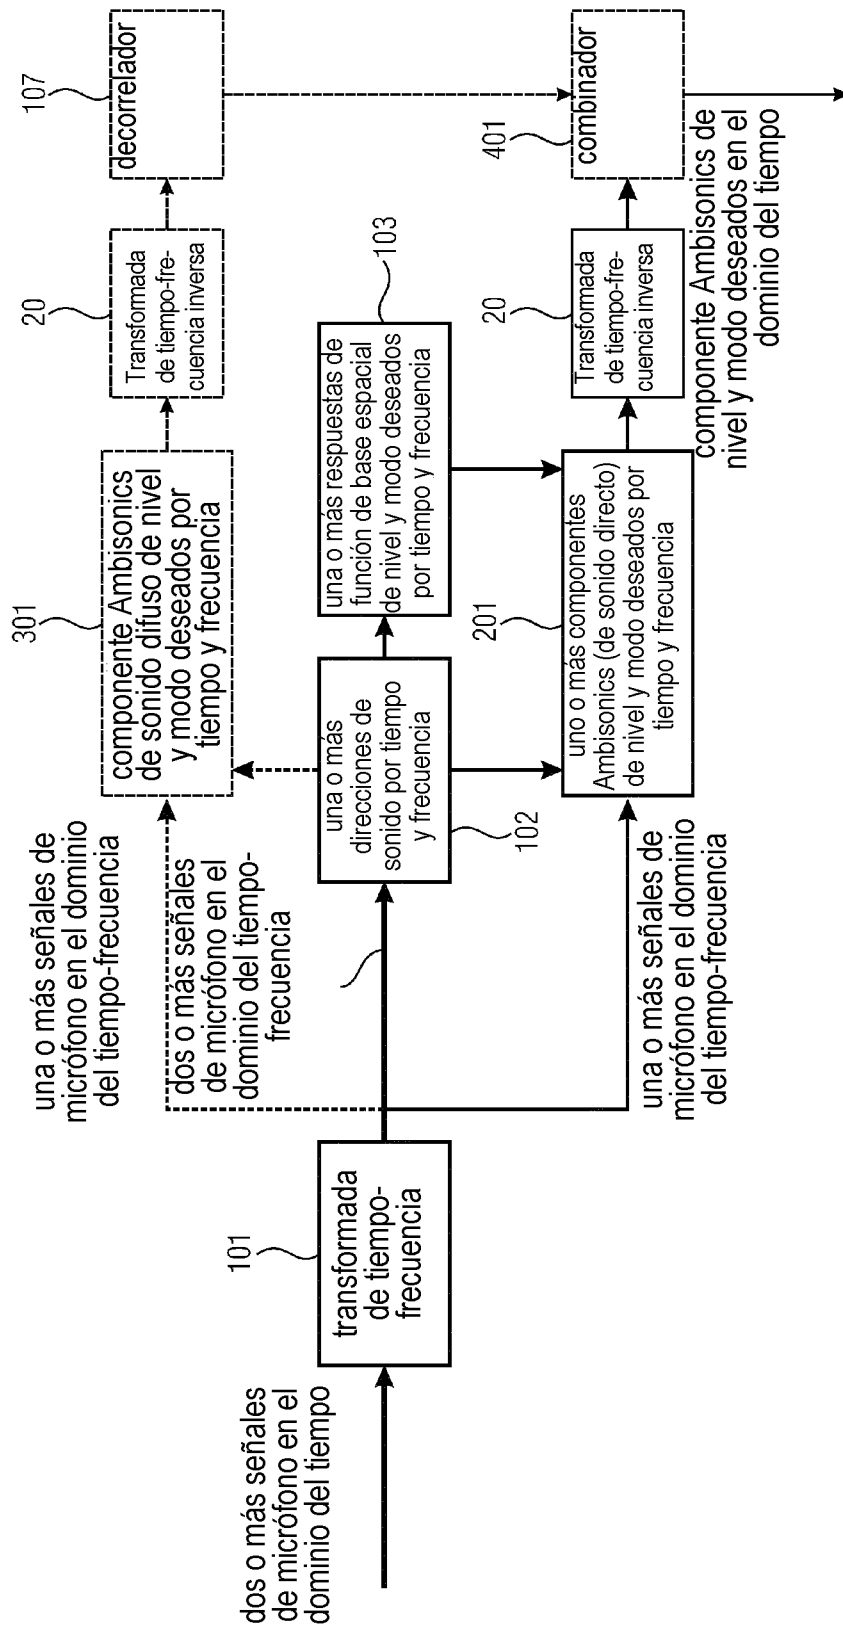 dos o más señales
de micrófono en el
dominio del tiempo
101
transformada
de tiempo-
frecuencia
una o más señales de
micrófono en el dominio
del tiempo-frecuencia
dos o más señales
de micrófono en el
dominio del tiempo-
frecuencia
una o más señales de
micrófono en el dominio
del tiempo-frecuencia
301
componente Ambisonics
de sonido difuso de nivel
y modo deseados por
tiempo y frecuencia
una o más
direcciones de
sonido por tiempo
y frecuencia
102
una o más respuestas de
función de base espacial
de nivel y modo deseados
por tiempo y frecuencia
103
201
uno o más componentes
Ambisonics (de sonido directo)
de nivel y modo deseados por
tiempo y frecuencia
20
Transformada
de tiempo-fre-
cuencia inversa
20
Transformada
de tiempo-fre-
cuencia inversa
107
decorrelador
401
combinador
componente Ambisonics de
nivel y modo deseados en el
dominio del tiempo